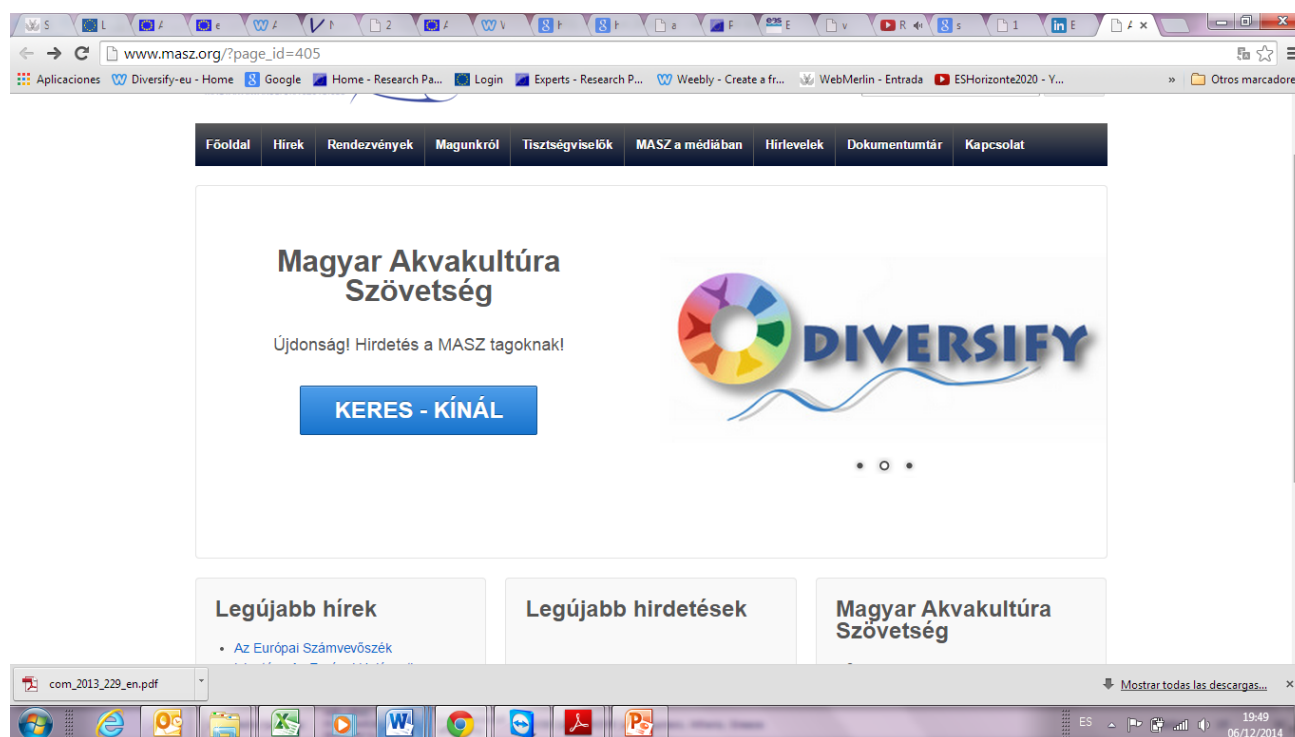 www.masz.org/?page_id=405
Aplicaciones Diversify-eu - Home Google Home - Research Pa... Login Experts - Research P... Weebly - Create a fr... WebMerlin - Entrada ESHorizonte2020 - Y... » Otros marcadore
Főoldal Hírek Rendezvények Magunkról Tisztségviselők MASZ a médiában Hírlevelek Dokumentumtár Kapcsolat
Magyar Akvakultúra
Szövetség
Újdonság! Hirdetés a MASZ tagoknak!
KERES - KÍNÁL
DIVERSIFY
Legújabb hírek
Az Európai Számvevőszék
Legújabb hirdetések
Magyar Akvakultúra
Szövetség
com_2013_229_en.pdf
Mostrar todas las descargas...
ES
19:49
06/12/2014